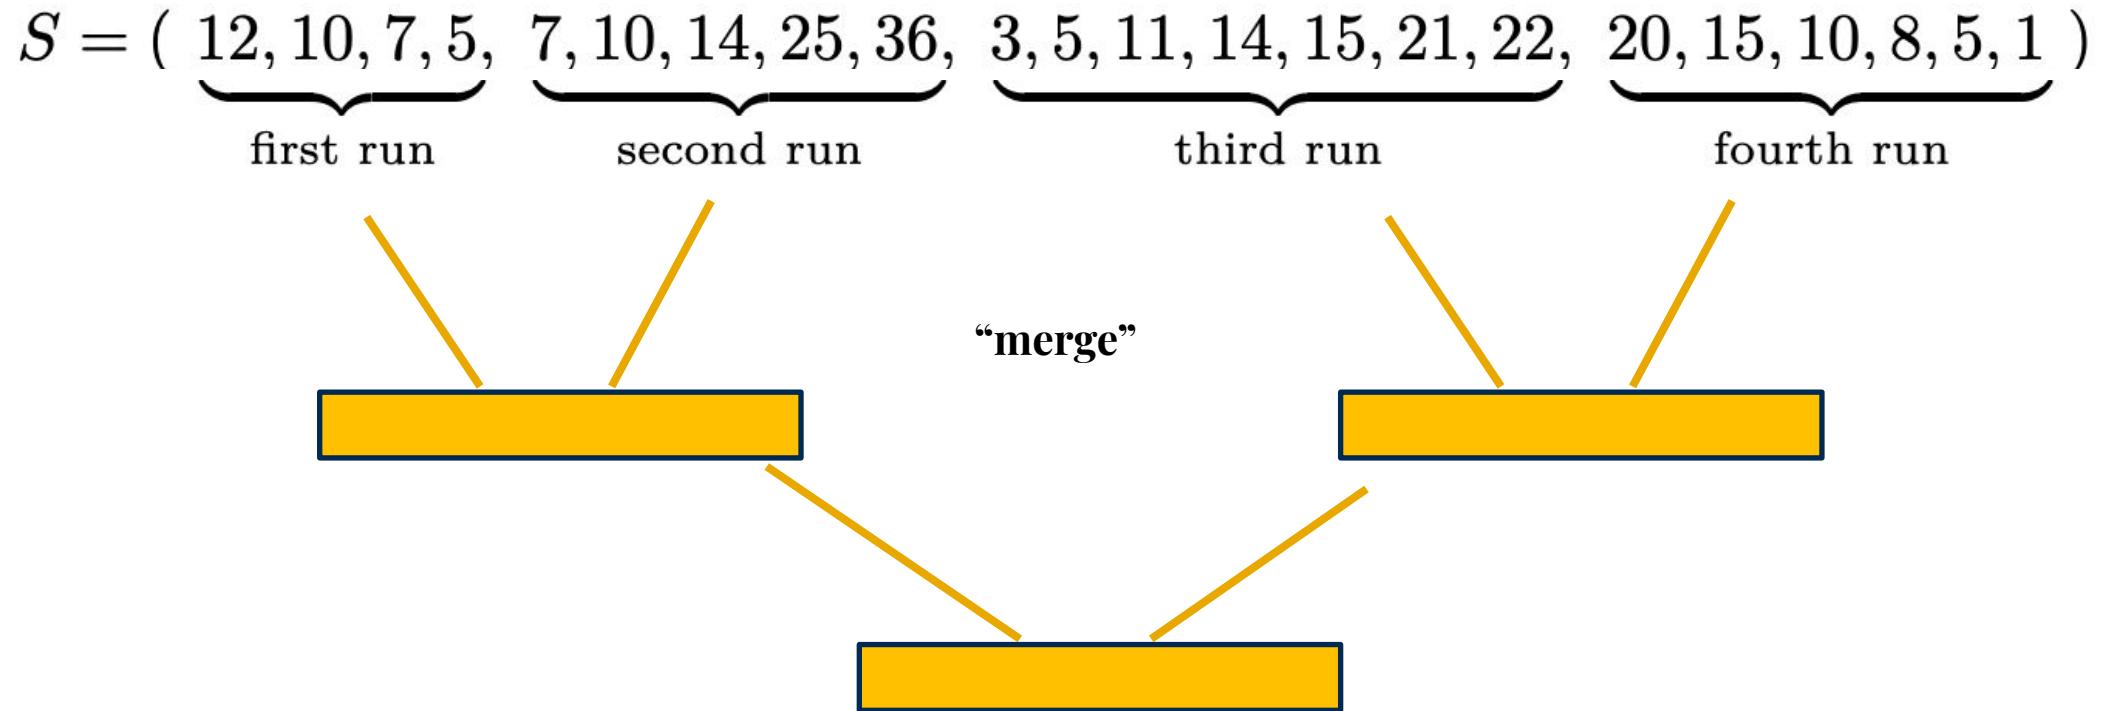 S = ( 12, 10, 7, 5, 7, 10, 14, 25, 36, 3, 5, 11, 14, 15, 21, 22, 20, 15, 10, 8, 5, 1 )
first run second run third run fourth run
“merge”